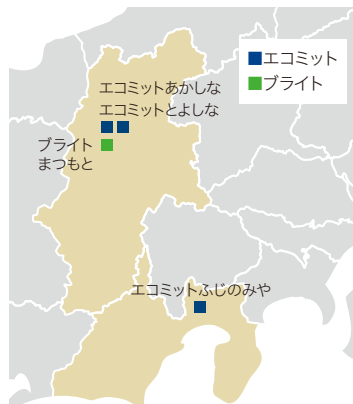 エコミット
ブライト
エコミットあかしな
エコミットとよしな
ブライト
まつもと
エコミットふじのみや